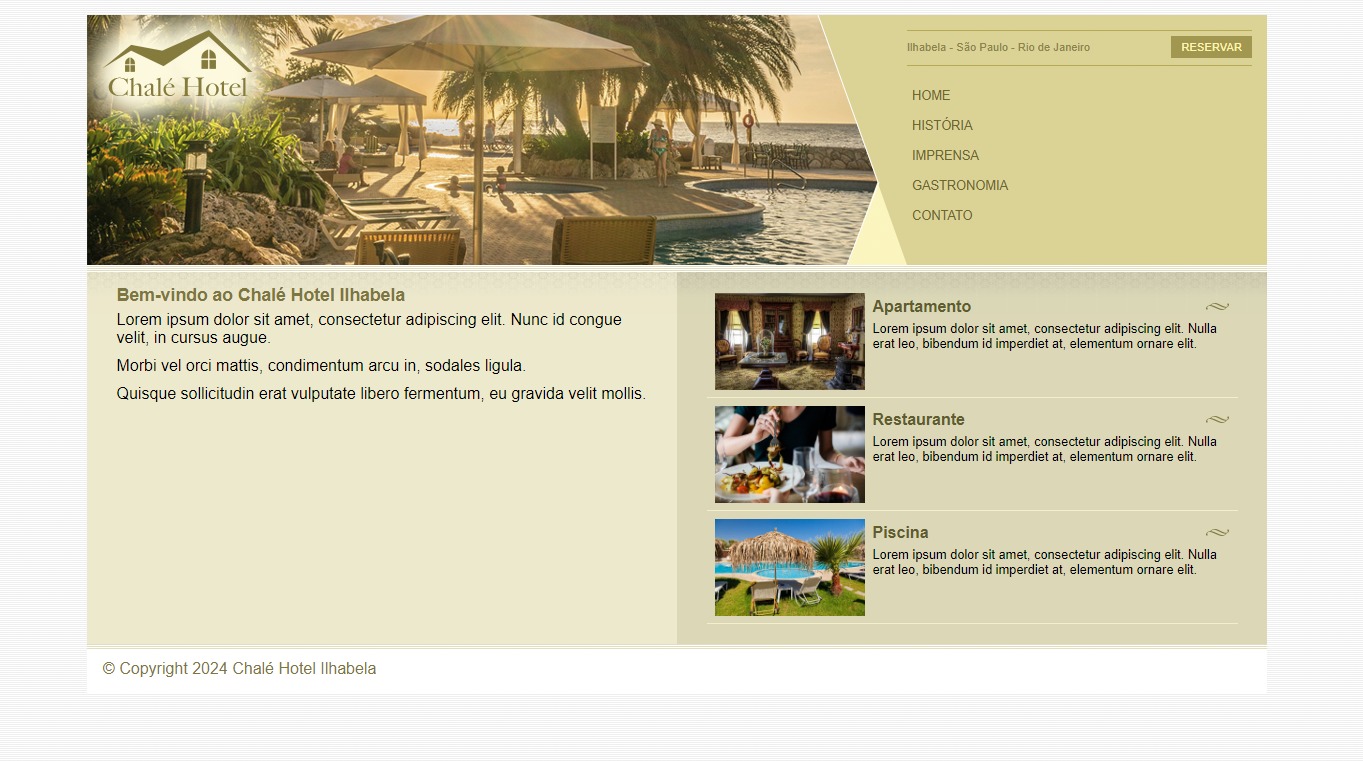 Chalé Hotel
Ilhabela - São Paulo - Rio de Janeiro
RESERVAR
HOME
HISTÓRIA
IMPRENSA
GASTRONOMIA
CONTATO
Bem-vindo ao Chalé Hotel Ilhabela
Lorem ipsum dolor sit amet, consectetur adipiscing elit. Nunc id congue
velit, in cursus augue.
Morbi vel orci mattis, condimentum arcu in, sodales ligula.
Quisque sollicitudin erat vulputate libero fermentum, eu gravida velit mollis.
Apartamento
Lorem ipsum dolor sit amet, consectetur adipiscing elit. Nulla
erat leo, bibendum id imperdiet at, elementum ornare elit.
Restaurante
Lorem ipsum dolor sit amet, consectetur adipiscing elit. Nulla
erat leo, bibendum id imperdiet at, elementum ornare elit.
Piscina
Lorem ipsum dolor sit amet, consectetur adipiscing elit. Nulla
erat leo, bibendum id imperdiet at, elementum ornare elit.
© Copyright 2024 Chalé Hotel Ilhabela